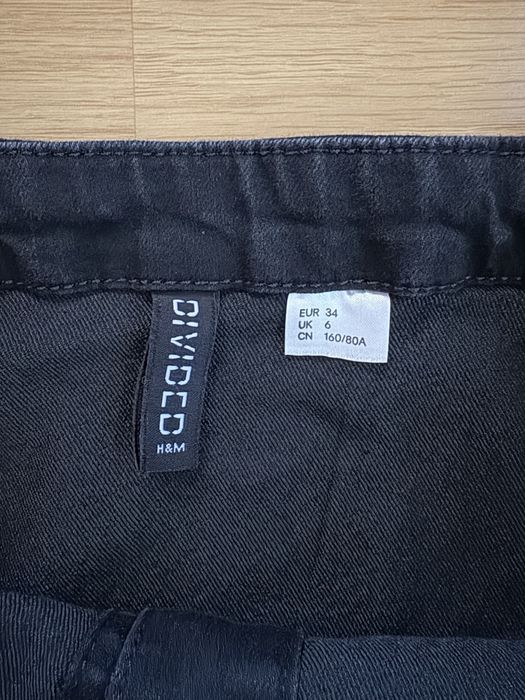 DIVIDED
H&M
EUR 34
UK 6
CN 160/80A